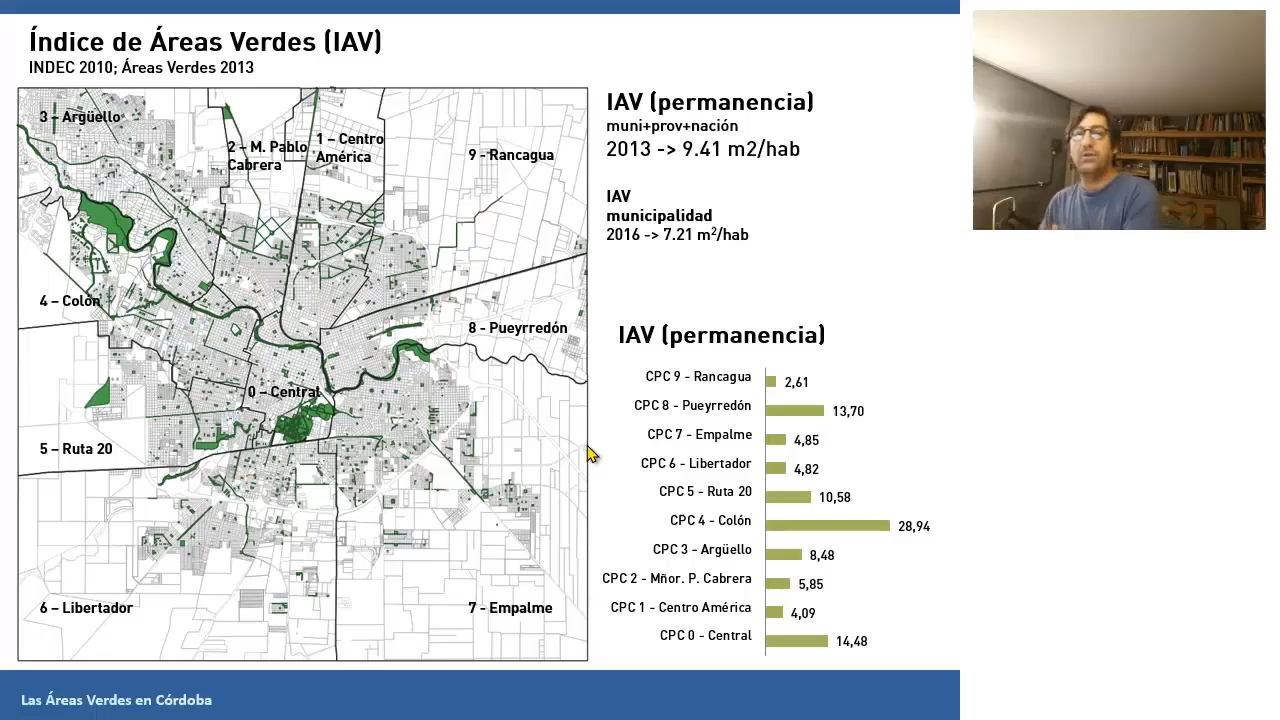 Índice de Áreas Verdes (IAV)
INDEC 2010; Áreas Verdes 2013
3 – Argüello
2 – M. Pablo
Cabrera
1 – Centro
América
9 - Rancagua
4 – Colón
8 - Pueyrredón
0 – Central
5 – Ruta 20
6 – Libertador
7 - Empalme
IAV (permanencia)
muni+prov+nación
2013 -> 9.41 m2/hab
IAV
municipalidad
2016 -> 7.21 m²/hab
IAV (permanencia)
CPC 9 - Rancagua 2,61
CPC 8 - Pueyrredón 13,70
CPC 7 - Empalme 4,85
CPC 6 - Libertador 4,82
CPC 5 - Ruta 20 10,58
CPC 4 - Colón 28,94
CPC 3 - Argüello 8,48
CPC 2 - Mñor. P. Cabrera 5,85
CPC 1 - Centro América 4,09
CPC 0 - Central 14,48
Las Áreas Verdes en Córdoba